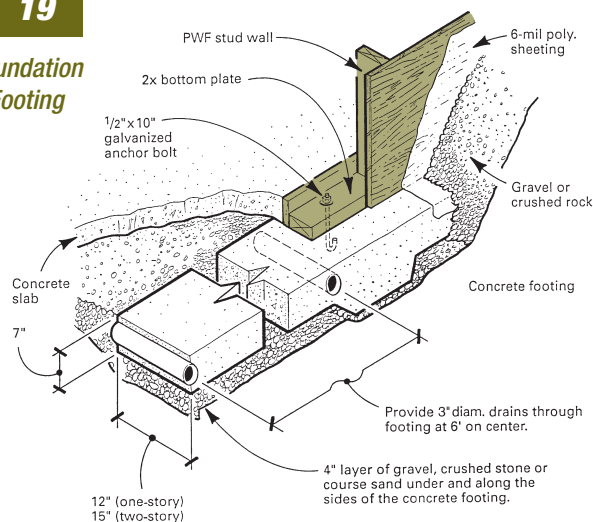 19
undation
ooting
PWF stud wall
6-mil poly.
sheeting
2x bottom plate
1/2"x10"
galvanized
anchor bolt
Gravel or
crushed rock
Concrete
slab
Concrete footing
7"
Provide 3"diam. drains through
footing at 6' on center.
4" layer of gravel, crushed stone or
course sand under and along the
sides of the concrete footing.
12" (one-story)
15" (two-story)